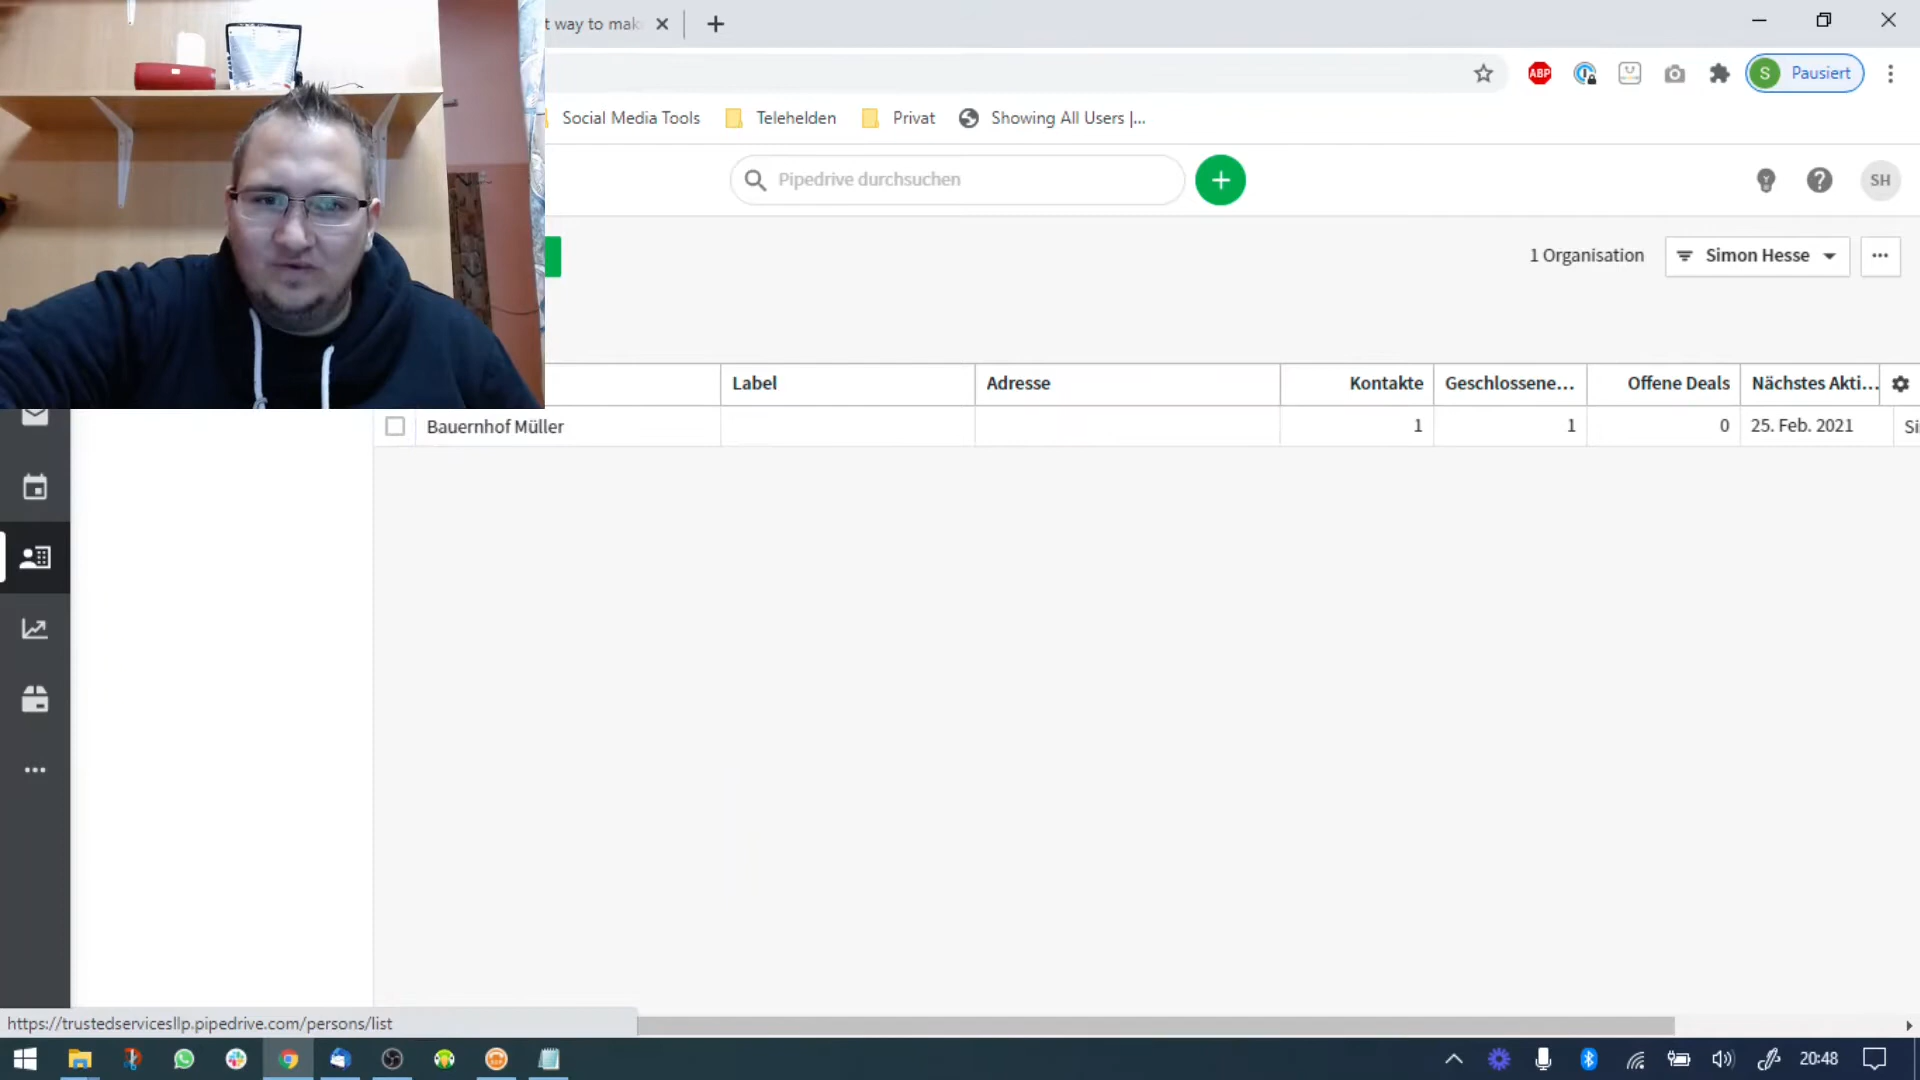 t way to mak
ABP
S Pausiert
Social Media Tools
Telehelden
Privat
Showing All Users |...
Pipedrive durchsuchen
SH
1 Organisation
Simon Hesse
Label
Adresse
Kontakte
Geschlossene...
Offene Deals
Nächstes Akti...
Bauernhof Müller
1
1
0
25. Feb. 2021
Si
https://trustedservicesllp.pipedrive.com/persons/list
20:48